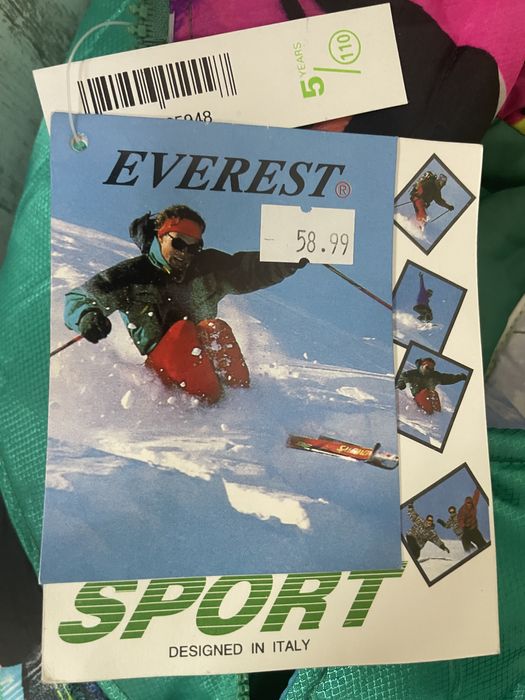 5 YEARS
110
EVEREST®
58.99
SPORT
DESIGNED IN ITALY